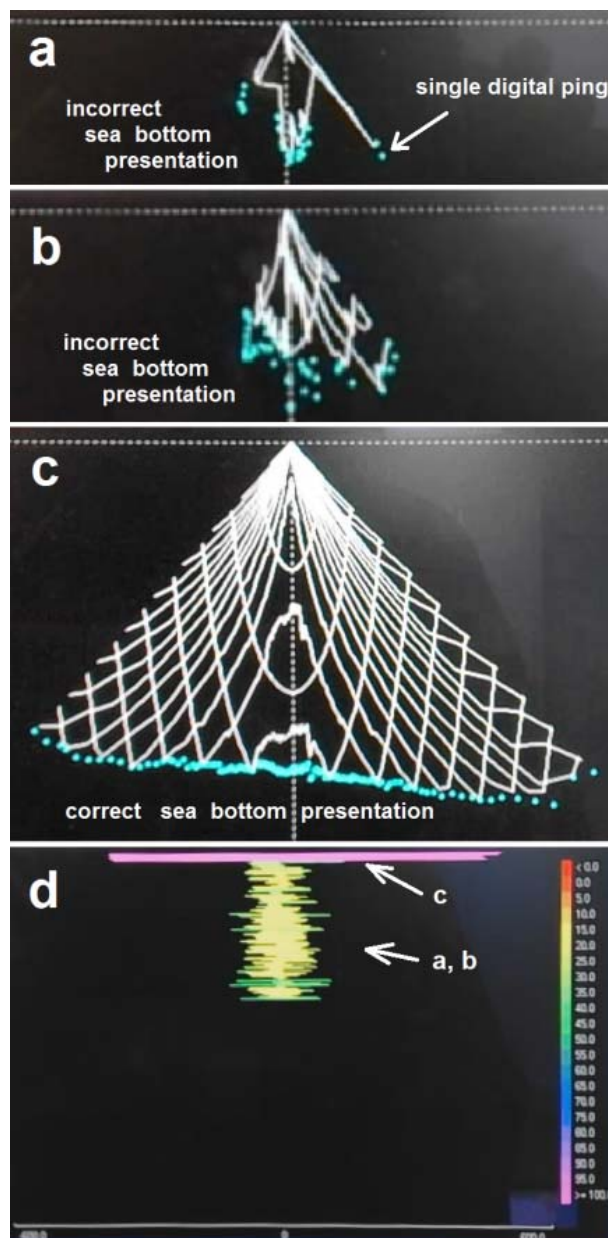 a
incorrect
sea bottom
presentation
single digital ping
b
incorrect
sea bottom
presentation
c
correct sea bottom presentation
d
c
a, b
< 0.0
0.0
5.0
10.0
15.0
20.0
25.0
30.0
35.0
40.0
45.0
50.0
55.0
60.0
65.0
70.0
75.0
80.0
85.0
90.0
95.0
>= 100.0
0